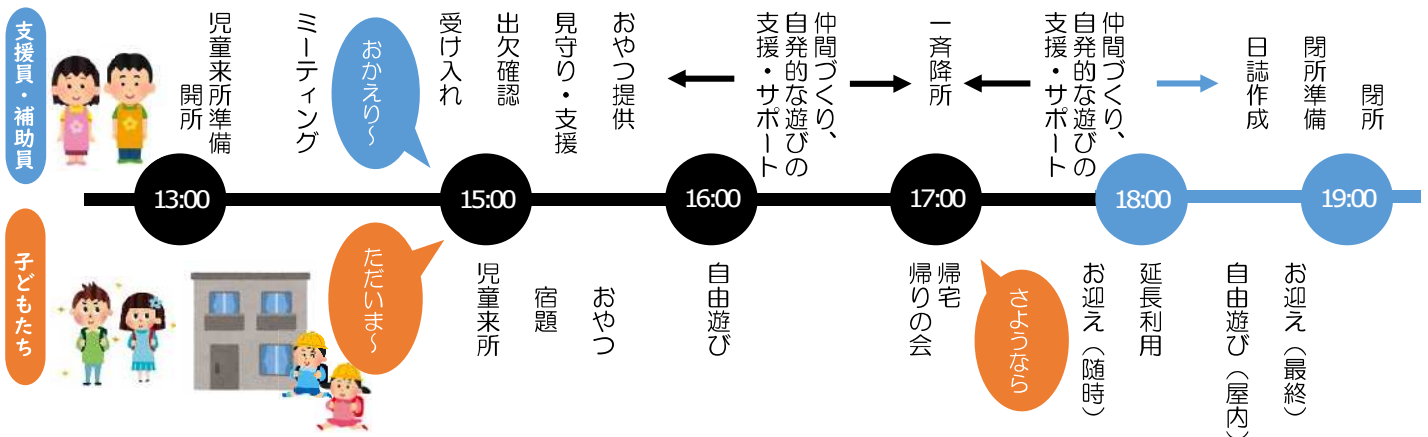 支援員・補助員
開所
児童来所準備
ミーティング
おかえり～
受け入れ
出欠確認
見守り・支援
おやつ提供
仲間づくり、
自発的な遊びの
支援・サポート
一斉降所
仲間づくり、
自発的な遊びの
支援・サポート
日誌作成
閉所準備
閉所
13:00
15:00
16:00
17:00
18:00
19:00
子どもたち
ただいま～
児童来所
宿題
おやつ
自由遊び
帰宅
帰りの会
さようなら
お迎え（随時）
延長利用
自由遊び（屋内）
お迎え（最終）